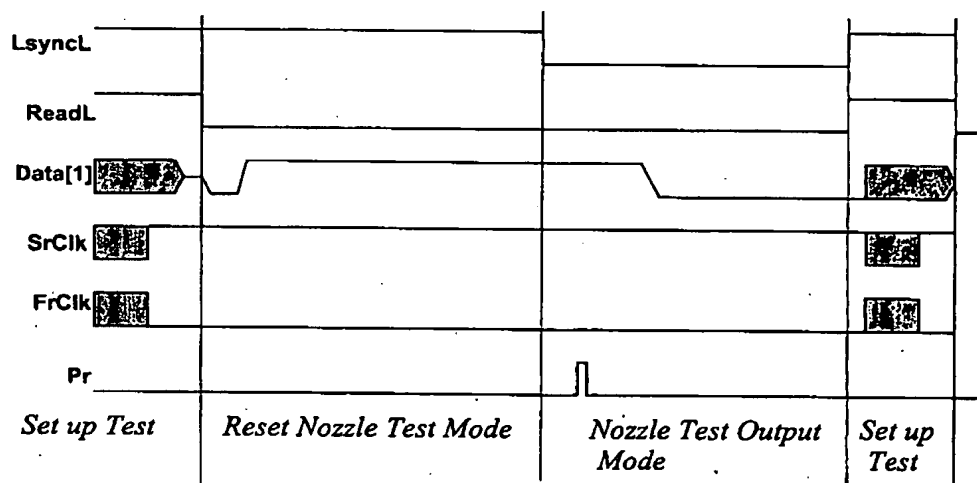 LsyncL
ReadL
Data[1]
SrClk
FrClk
Pr
Set up Test
Reset Nozzle Test Mode
Nozzle Test Output
Mode
Set up
Test